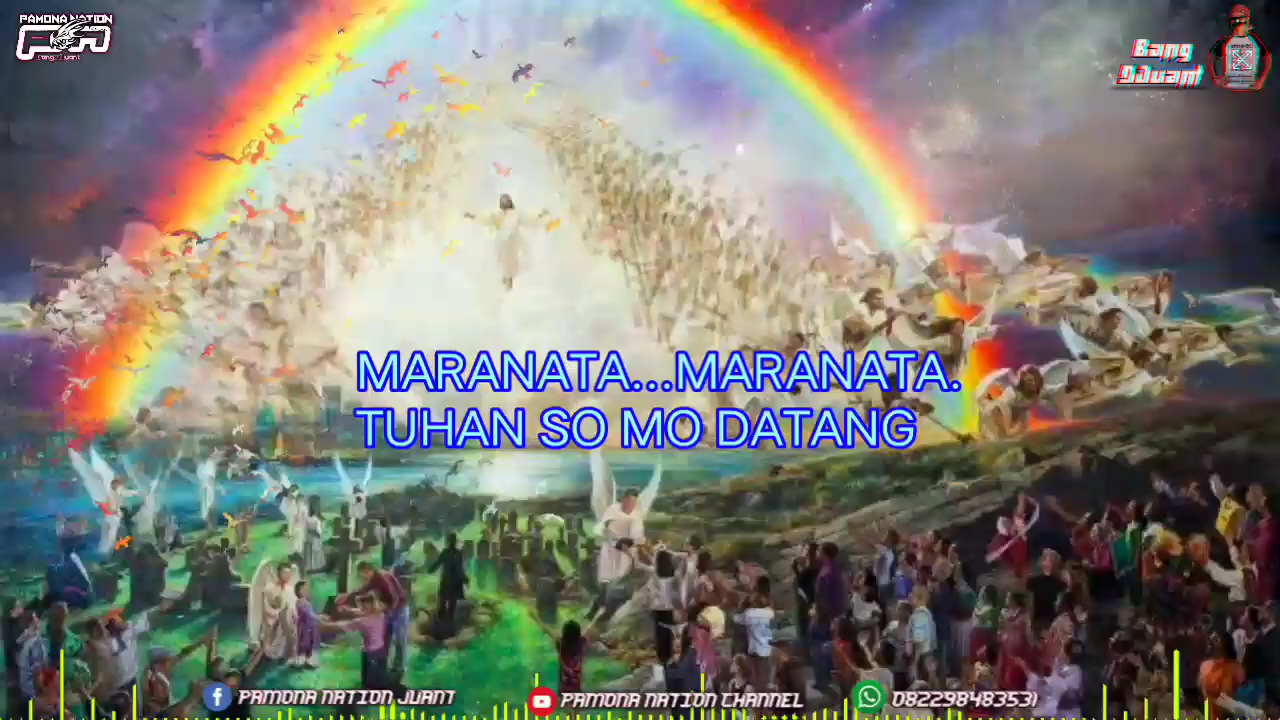 PAMONA NATION
Bang
DJuant
MARANATA...MARANATA.
TUHAN SO MO DATANG
PAMONA NATION JUANT
PAMONA NATION CHANNEL
082298483531